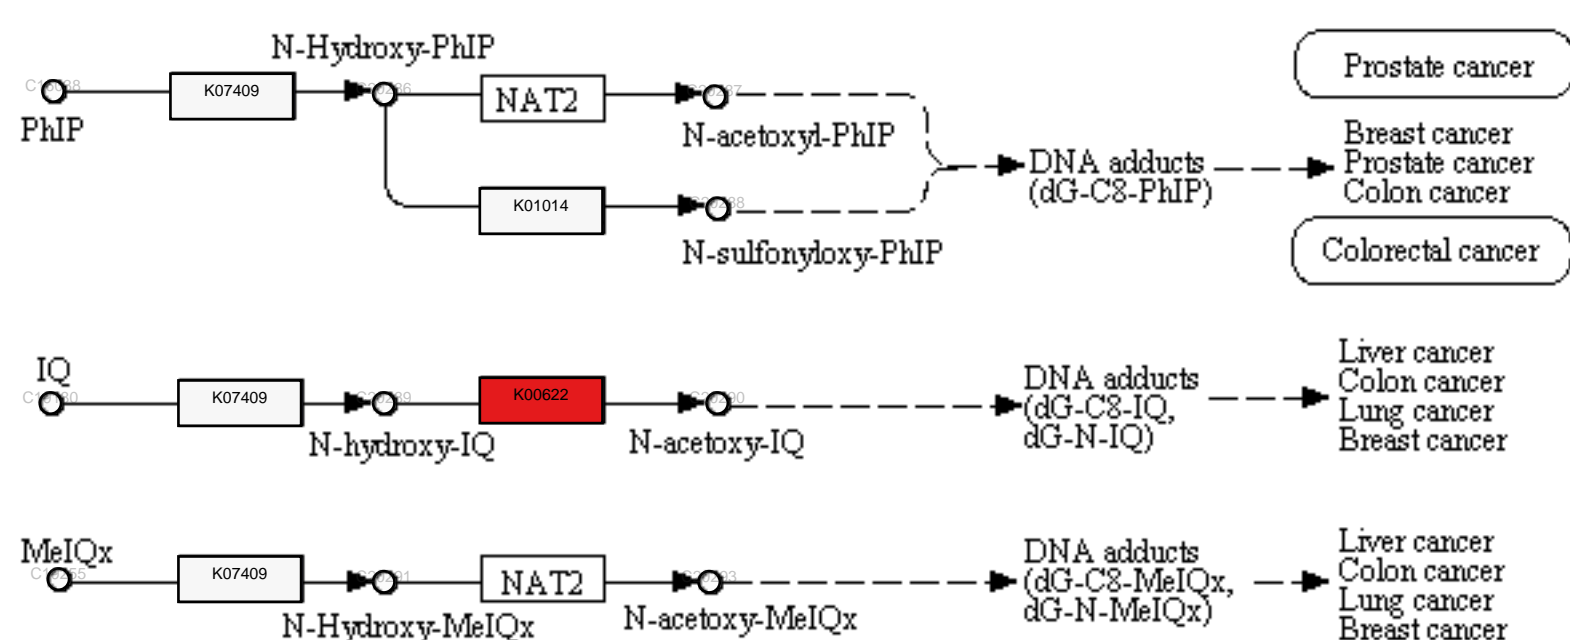 N-Hydroxy-PhIP
K07409
NAT2
PhIP
N-acetoxyl-PhIP
K01014
N-sulfonyloxy-PhIP
DNA adducts
(dG-C8-PhIP)
Prostate cancer
Breast cancer
Prostate cancer
Colon cancer
Colorectal cancer
IQ
K07409
K00622
N-hydroxy-IQ
N-acetoxy-IQ
DNA adducts
(dG-C8-IQ,
dG-N-IQ)
Liver cancer
Colon cancer
Lung cancer
Breast cancer
MeIQx
K07409
NAT2
N-Hydroxy-MeIQx
N-acetoxy-MeIQx
DNA adducts
(dG-C8-MeIQx,
dG-N-MeIQx)
Liver cancer
Colon cancer
Lung cancer
Breast cancer